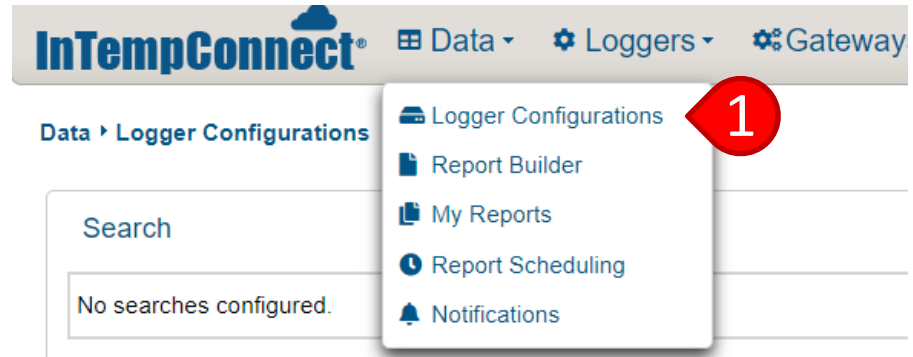 InTempConnect® Data Loggers Gateways
Logger Configurations 1
Data Logger Configurations
Report Builder
My Reports
Search
Report Scheduling
No searches configured.
Notifications